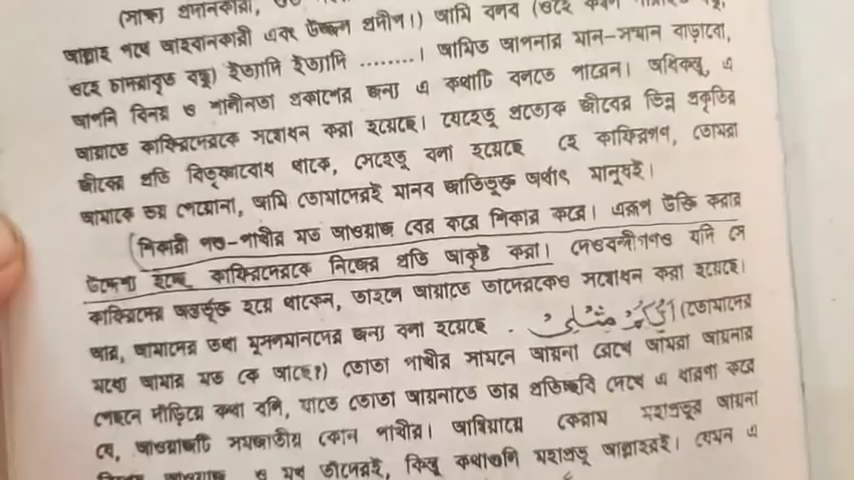 (সাক্ষ্য প্রদানকারী,
আল্লাহর পথে আহবানকারী এবং উজ্জ্বল প্রদীপ।) আমি বলব (ওহে
ওহে চাদরাবৃত বন্ধু) ইত্যাদি ইত্যাদি ........। আমিত আপনার মান-সম্মান বাড়াবো,
আপনি বিনয় ও শালীনতা প্রকাশের জন্য এ কথাটি বলতে পারেন। অধিকন্তু, এ
আয়াতে কাফিরদেরকে সম্বোধন করা হয়েছে। যেহেতু প্রত্যেক জীবের ভিন্ন প্রকৃতির
জীবের প্রতি বিতৃষ্ণাবোধ থাকে, সেহেতু বলা হয়েছে হে কাফিরগণ, তোমরা
আমাকে ভয় পেয়োনা, আমি তোমাদেরই মানব জাতিভুক্ত অর্থাৎ মানুষই।
শিকারী পশু-পাখীর মত আওয়াজ বের করে শিকার করে। এরূপ উক্তি করার
উদ্দেশ্য হচ্ছে কাফিরদেরকে নিজের প্রতি আকৃষ্ট করা। দেওবন্দীগণও যদি সে
কাফিরদের অন্তর্ভুক্ত হয়ে থাকেন, তাহলে আয়াতে তাদেরকেও সম্বোধন করা হয়েছে।
আর, আমাদের তথা মুসলমানদের জন্য বলা হয়েছে . اَيُّكُمْ مِثْلِىْ (তোমাদের
মধ্যে আমার মত কে আছে?) তোতা পাখীর সামনে আয়না রেখে আমরা আয়নার
পেছনে দাঁড়িয়ে কথা বলি, যাতে তোতা আয়নাতে তার প্রতিচ্ছবি দেখে এ ধারণা করে
যে, আওয়াজটি সমজাতীয় কোন পাখীর। আম্বিয়ায়ে কেরাম মহাপ্রভুর আয়না
আওয়াজ ও মুখ তাঁদেরই, কিন্তু কথাগুলি মহাপ্রভু আল্লাহরই। যেমন এ